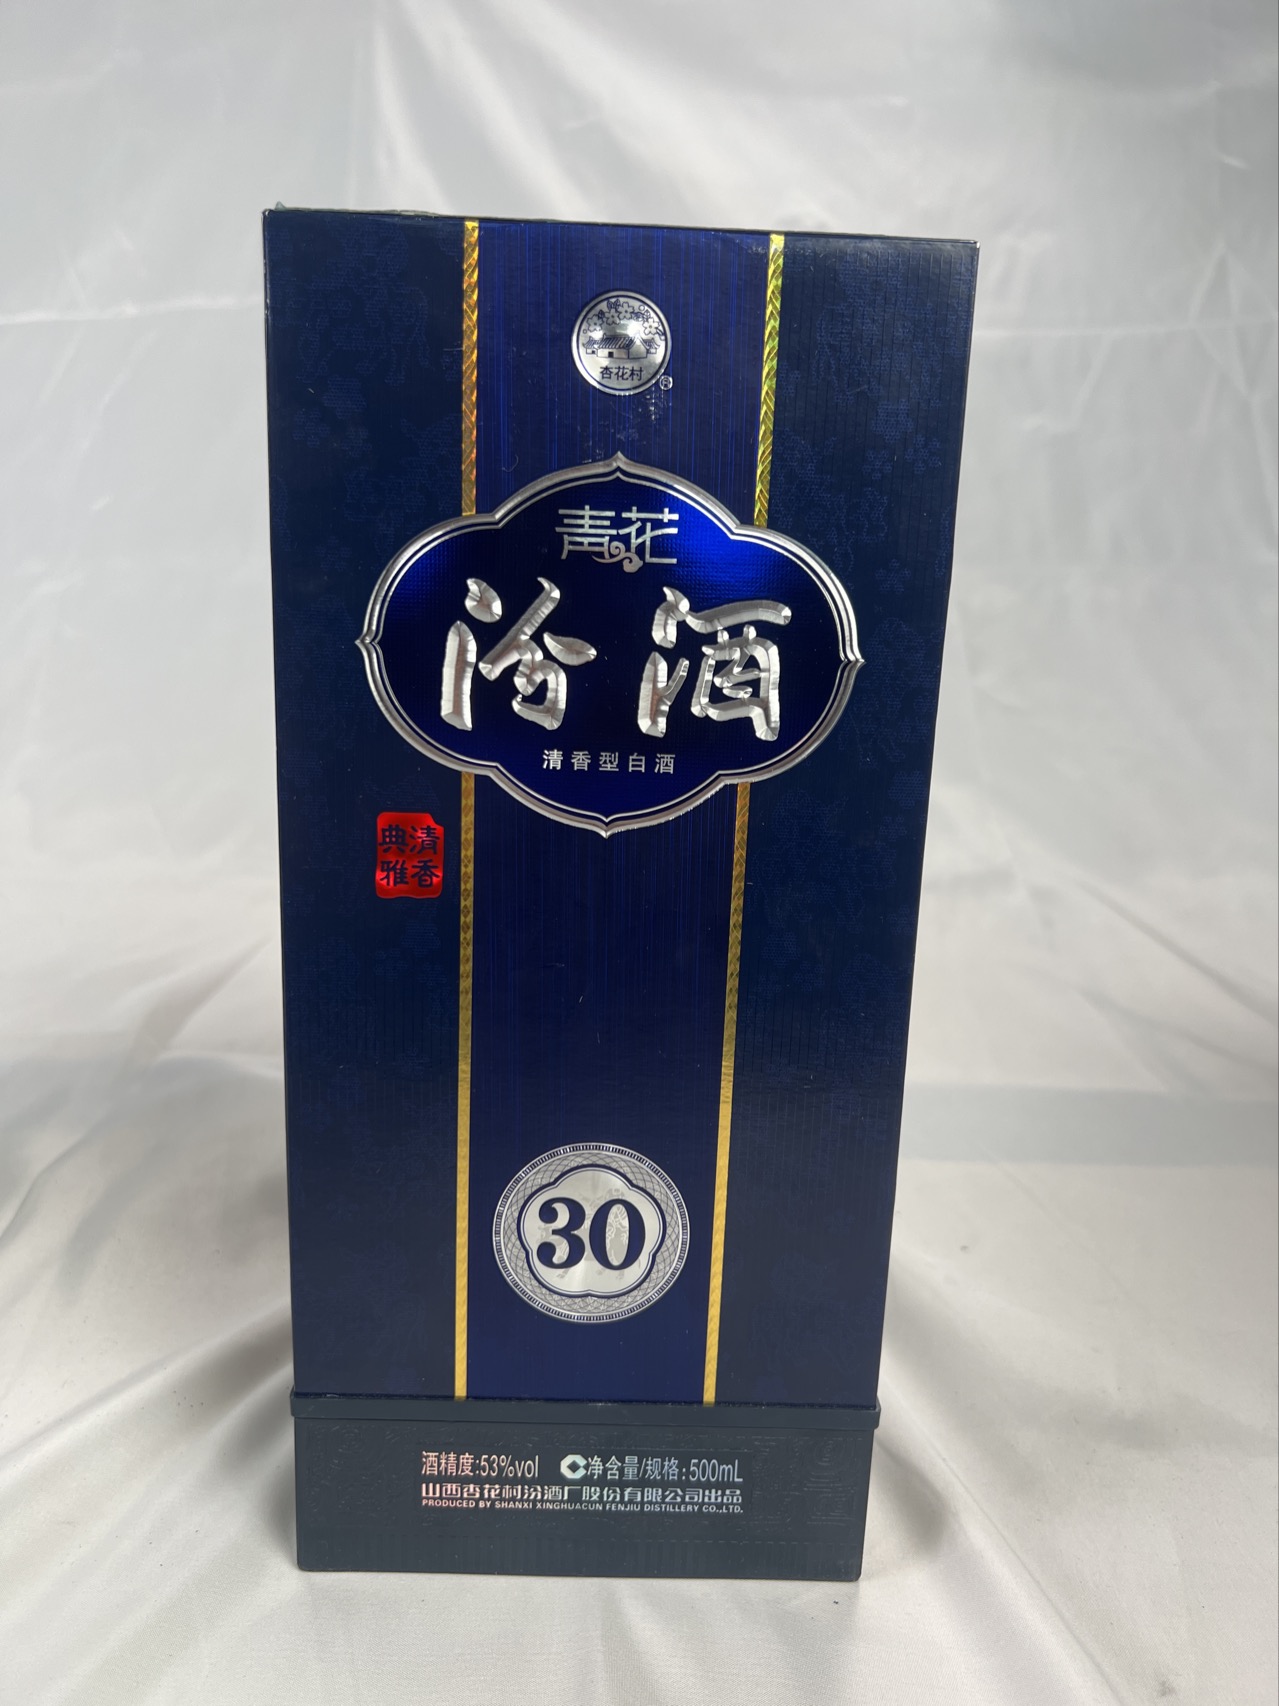 杏花村
®
青花
汾酒
清香型白酒
清香
典雅
30
酒精度:53%vol 净含量/规格:500mL
山西杏花村汾酒厂股份有限公司出品
PRODUCED BY SHANXI XINGHUACUN FENJIU DISTILLERY CO.,LTD.